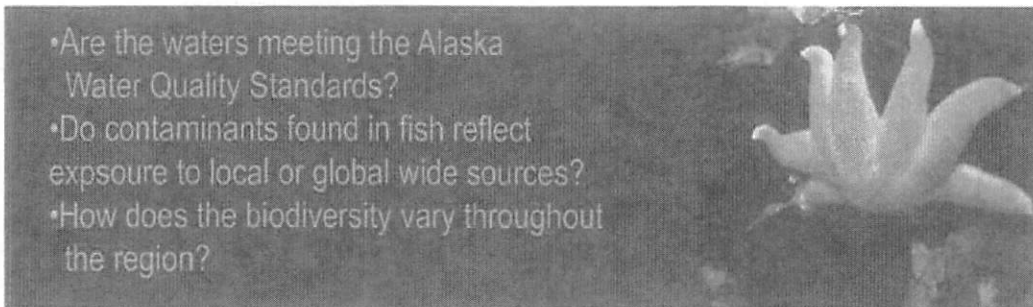 •Are the waters meeting the Alaska
Water Quality Standards?
•Do contaminants found in fish reflect
expsoure to local or global wide sources?
•How does the biodiversity vary throughout
the region?